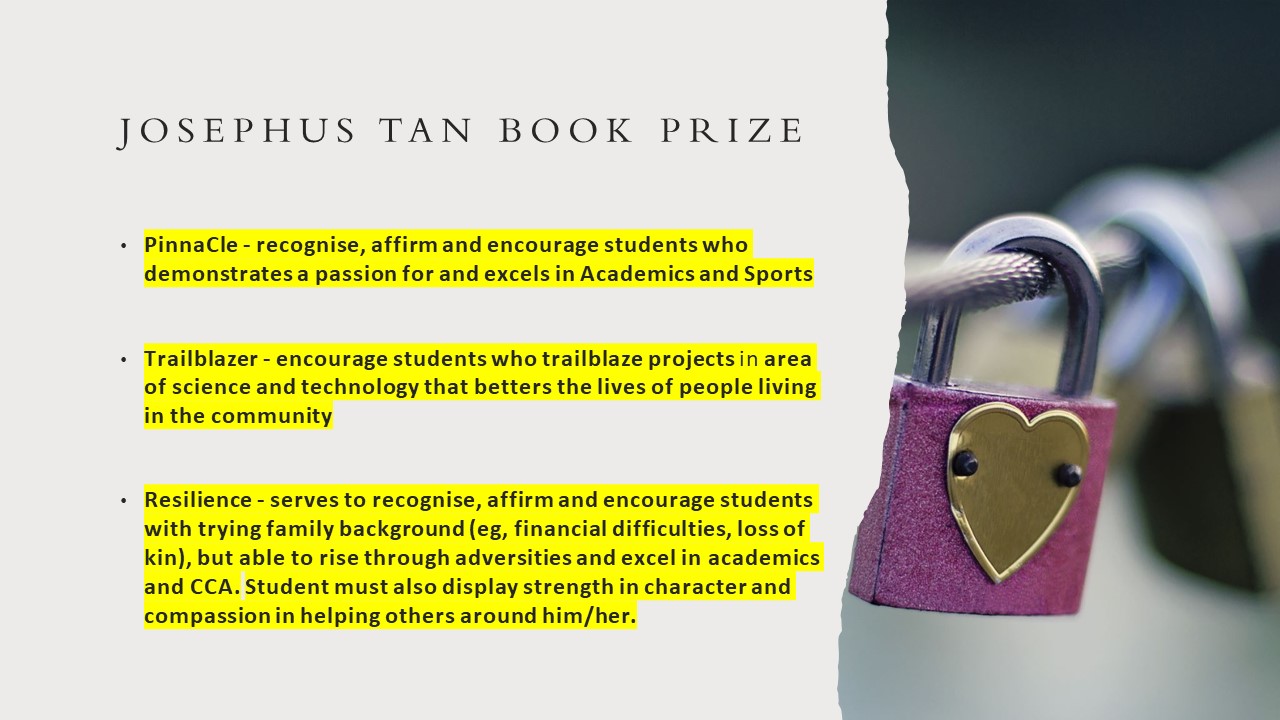 JOSEPHUS TAN BOOK PRIZE
• PinnaCle - recognise, affirm and encourage students who
demonstrates a passion for and excels in Academics and Sports
• Trailblazer - encourage students who trailblaze projects in area
of science and technology that betters the lives of people living
in the community
• Resilience - serves to recognise, affirm and encourage students
with trying family background (eg, financial difficulties, loss of
kin), but able to rise through adversities and excel in academics
and CCA. Student must also display strength in character and
compassion in helping others around him/her.